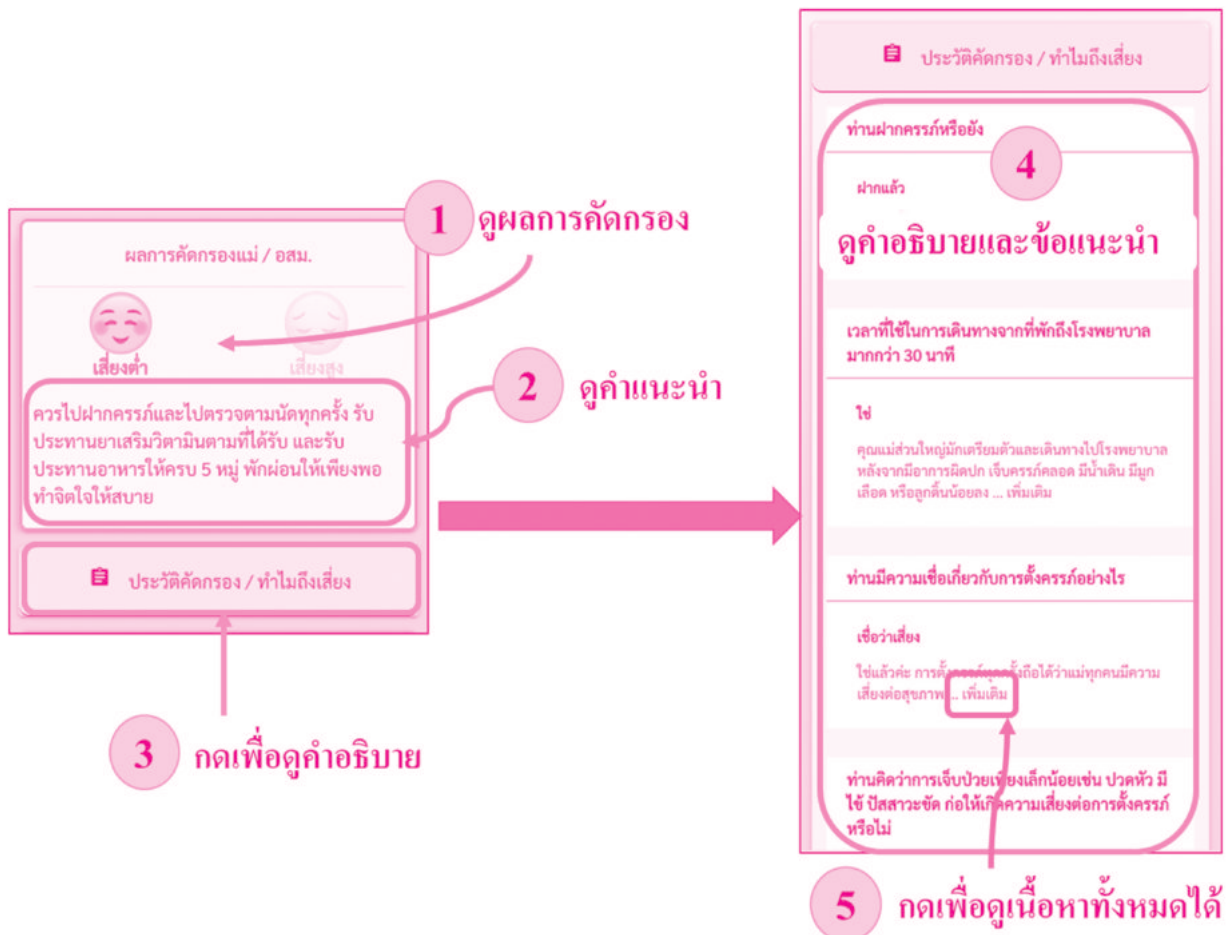 ผลการคัดกรองแม่ / อสม.
เสี่ยงต่ำ
เสี่ยงสูง
ควรไปฝากครรภ์และไปตรวจตามนัดทุกครั้ง รับ
ประทานยาเสริมวิตามินตามที่ได้รับ และรับ
ประทานอาหารให้ครบ 5 หมู่ พักผ่อนให้เพียงพอ
ทำจิตใจให้สบาย
ประวัติคัดกรอง / ทำไมถึงเสี่ยง
1 ดูผลการคัดกรอง
2 ดูคำแนะนำ
3 กดเพื่อดูคำอธิบาย
ประวัติคัดกรอง / ทำไมถึงเสี่ยง
ท่านฝากครรภ์หรือยัง
4
ฝากแล้ว
ดูคำอธิบายและข้อแนะนำ
เวลาที่ใช้ในการเดินทางจากที่พักถึงโรงพยาบาล
มากกว่า 30 นาที
ใช่
คุณแม่ส่วนใหญ่มักเตรียมตัวและเดินทางไปโรงพยาบาล
หลังจากมีอาการผิดปก เจ็บครรภ์คลอด มีน้ำเดิน มีมูก
เลือด หรือลูกดิ้นน้อยลง ... เพิ่มเติม
ท่านมีความเชื่อเกี่ยวกับการตั้งครรภ์อย่างไร
เชื่อว่าเสี่ยง
ใช่แล้วค่ะ การตั้งครรภ์ทุกครั้งถือได้ว่าแม่ทุกคนมีความ
เสี่ยงต่อสุขภาพ ... เพิ่มเติม
ท่านคิดว่าการเจ็บป่วยเพียงเล็กน้อยเช่น ปวดหัว มี
ไข้ ปัสสาวะขัด ก่อให้เกิดความเสี่ยงต่อการตั้งครรภ์
หรือไม่
5 กดเพื่อดูเนื้อหาทั้งหมดได้